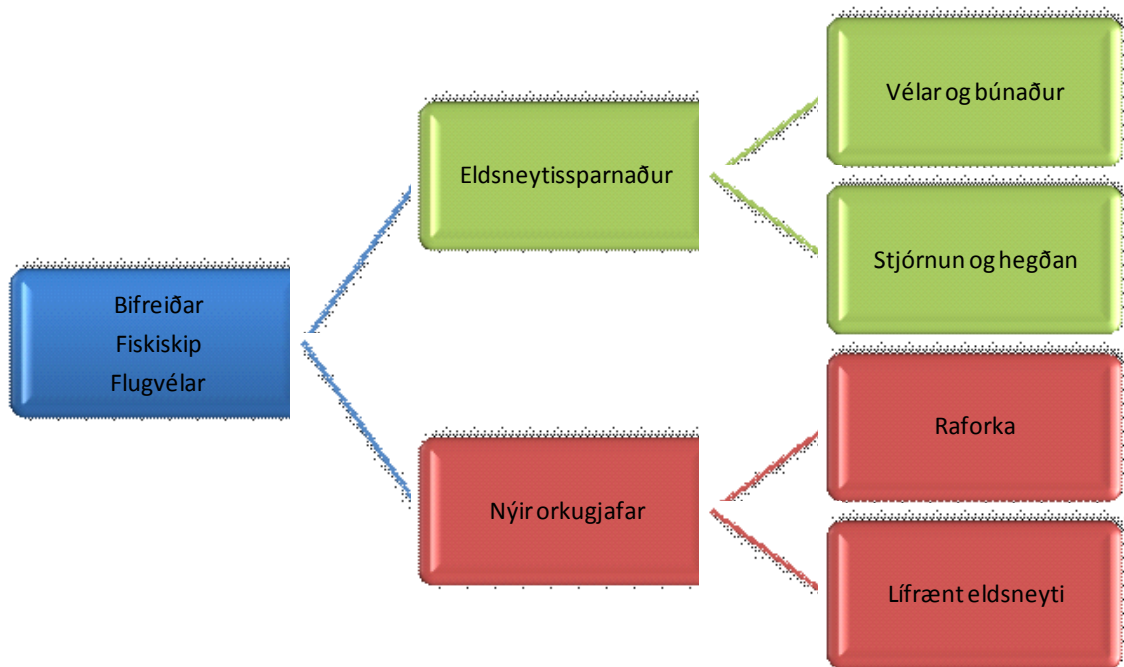 Bifreiðar
Fiskiskip
Flugvélar
Eldsneytissparnaður
Vélar og búnaður
Stjórnun og hegðan
Nýir orkugjafar
Raforka
Lífrænt eldsneyti